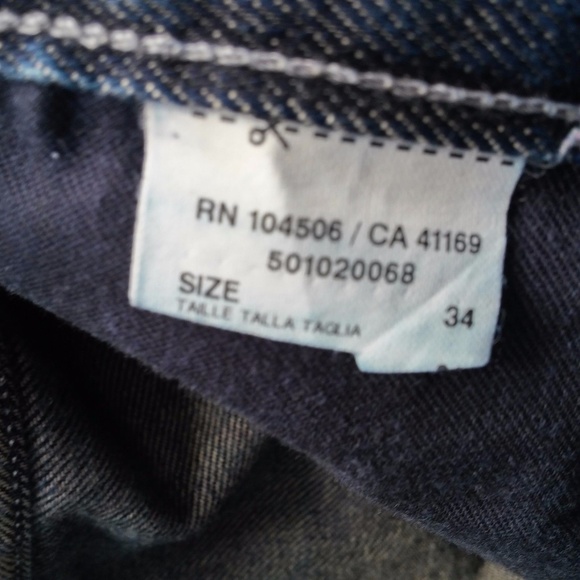 RN 104506 / CA 41169
501020068
SIZE 34
TAILLE TALLA TAGLIA